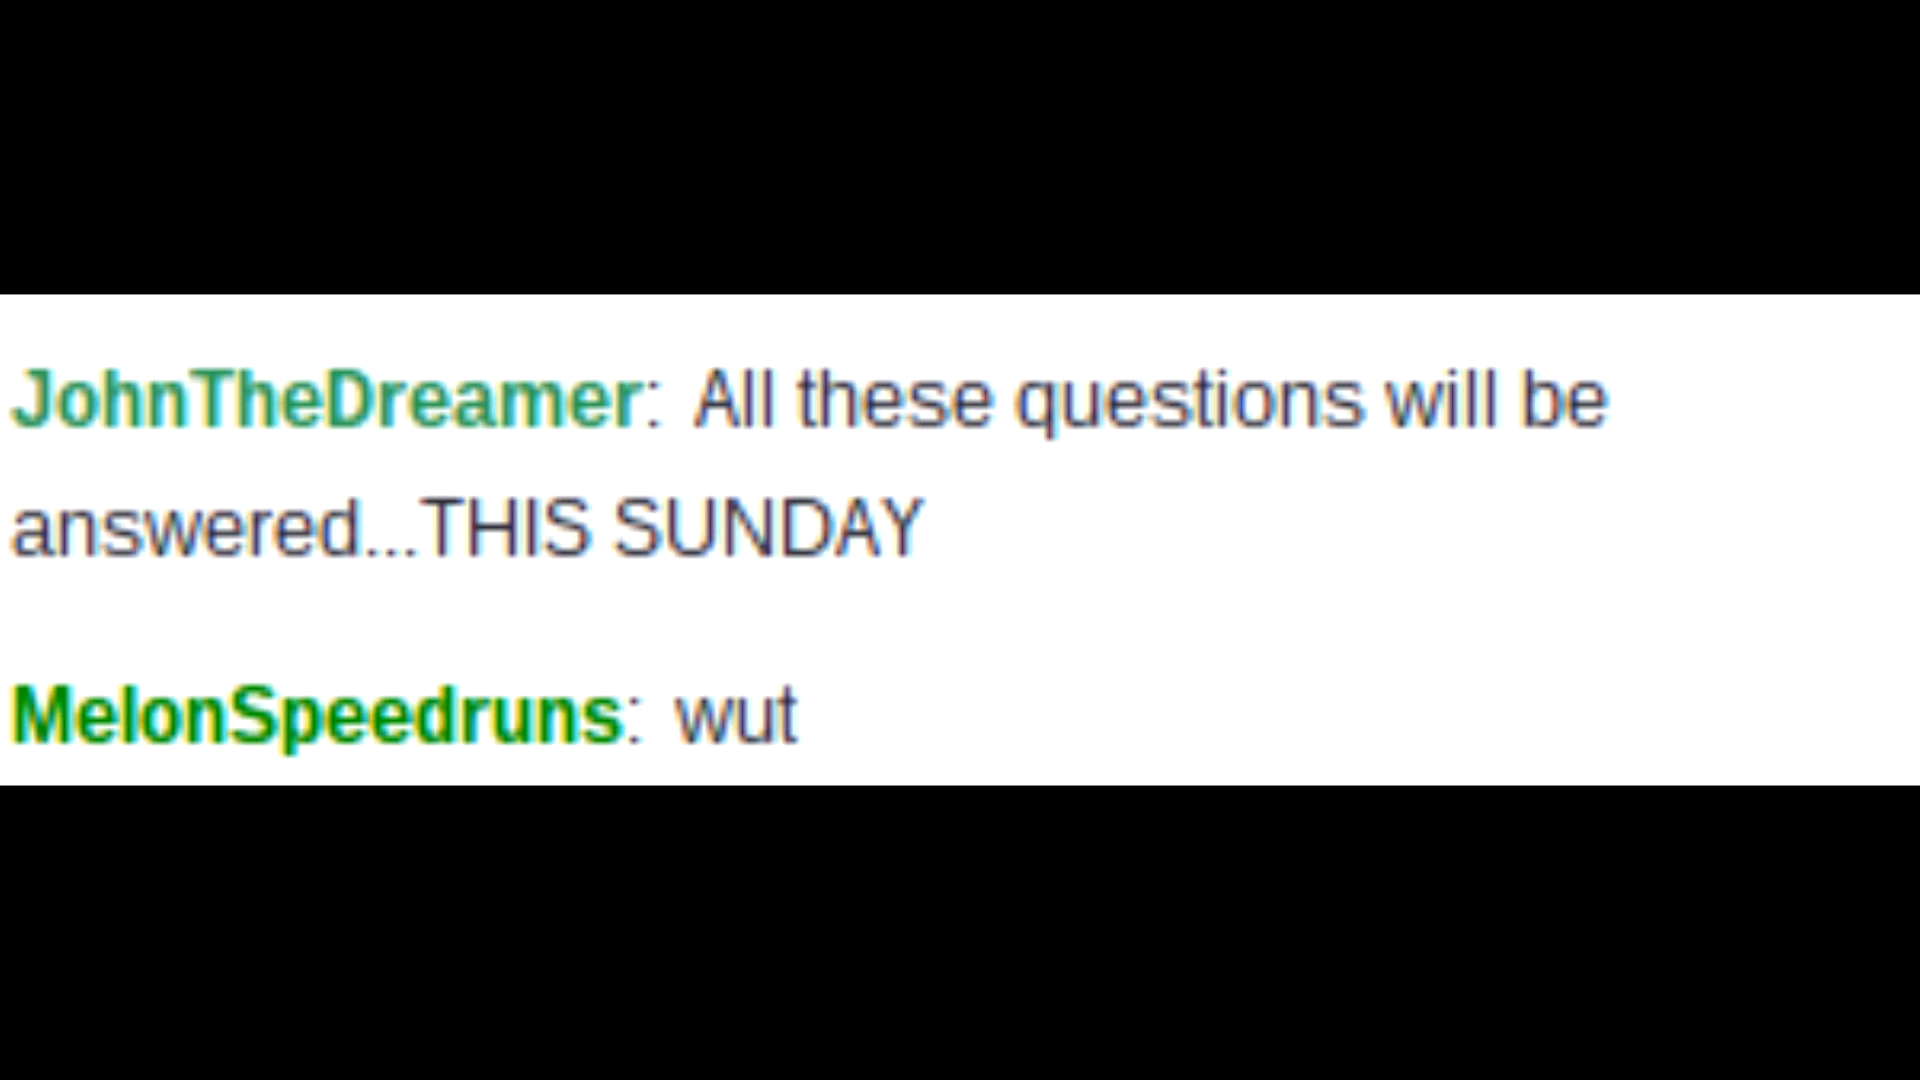 JohnTheDreamer: All these questions will be
answered...THIS SUNDAY
MelonSpeedruns: wut